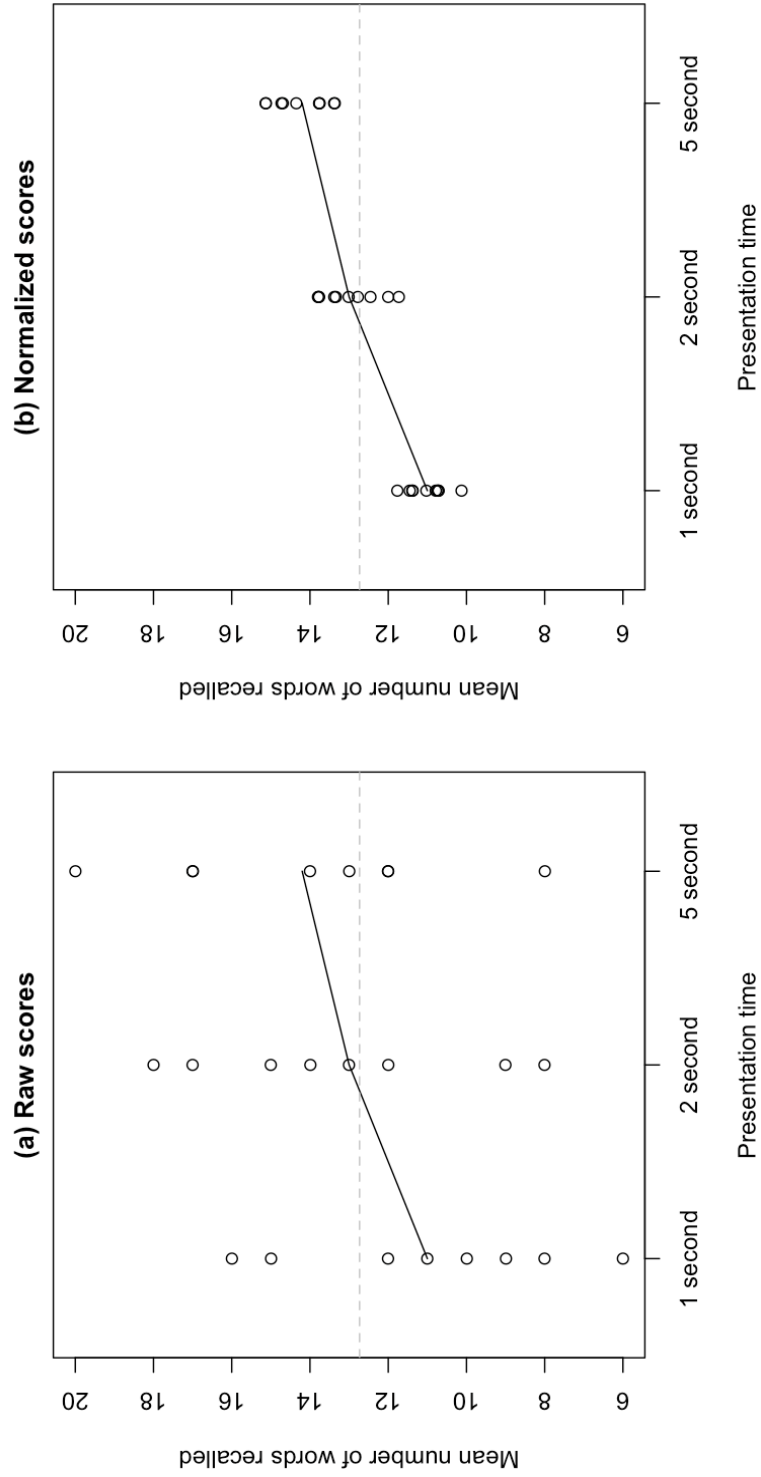 (a) Raw scores
Mean number of words recalled
20
18
16
14
12
10
8
6
1 second
2 second
5 second
Presentation time
(b) Normalized scores
Mean number of words recalled
20
18
16
14
12
10
8
6
1 second
2 second
5 second
Presentation time